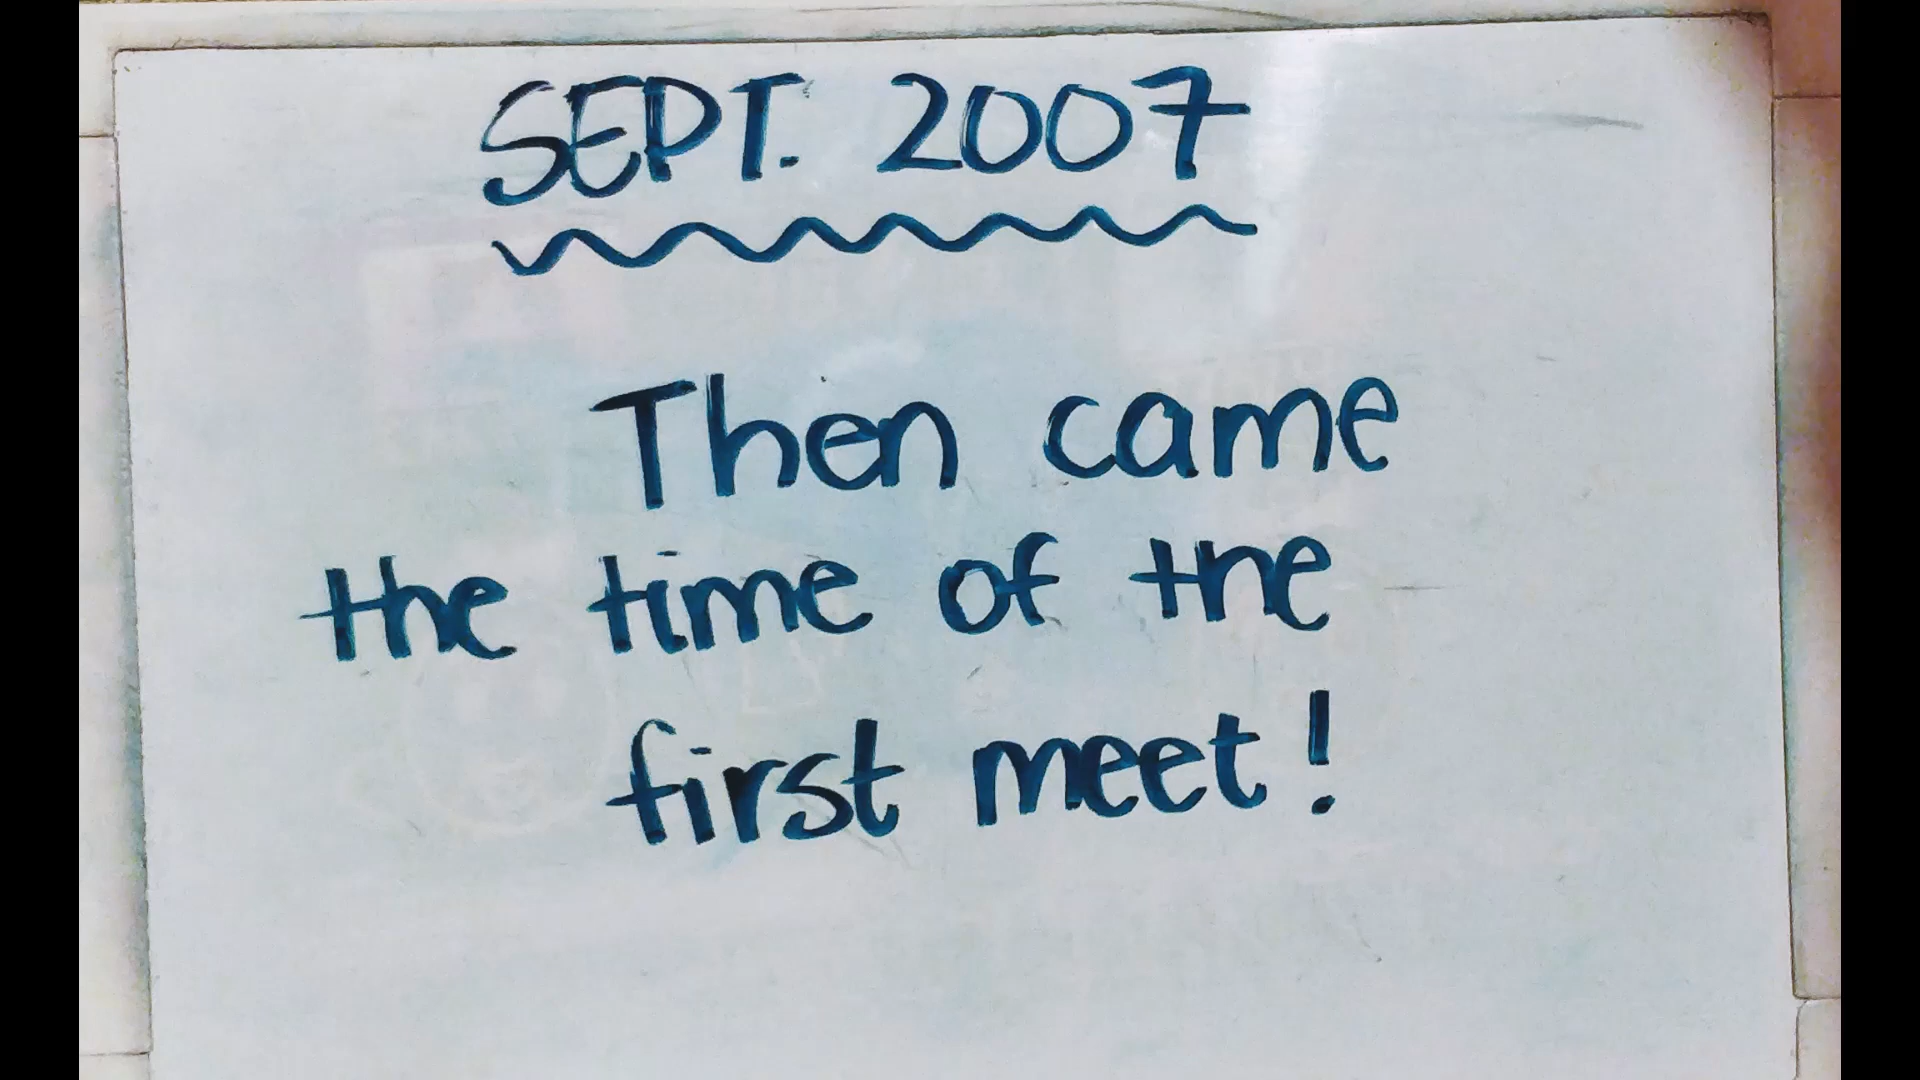 SEPT. 2007
Then came
the time of the
first meet!